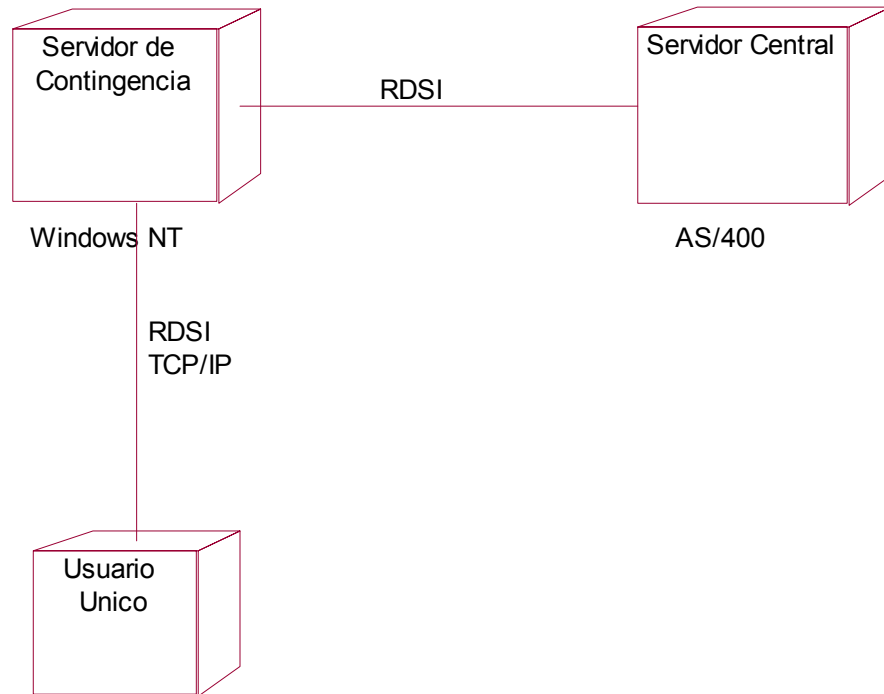 Servidor de
Contingencia
Servidor Central
RDSI
Windows NT
AS/400
RDSI
TCP/IP
Usuario
Unico